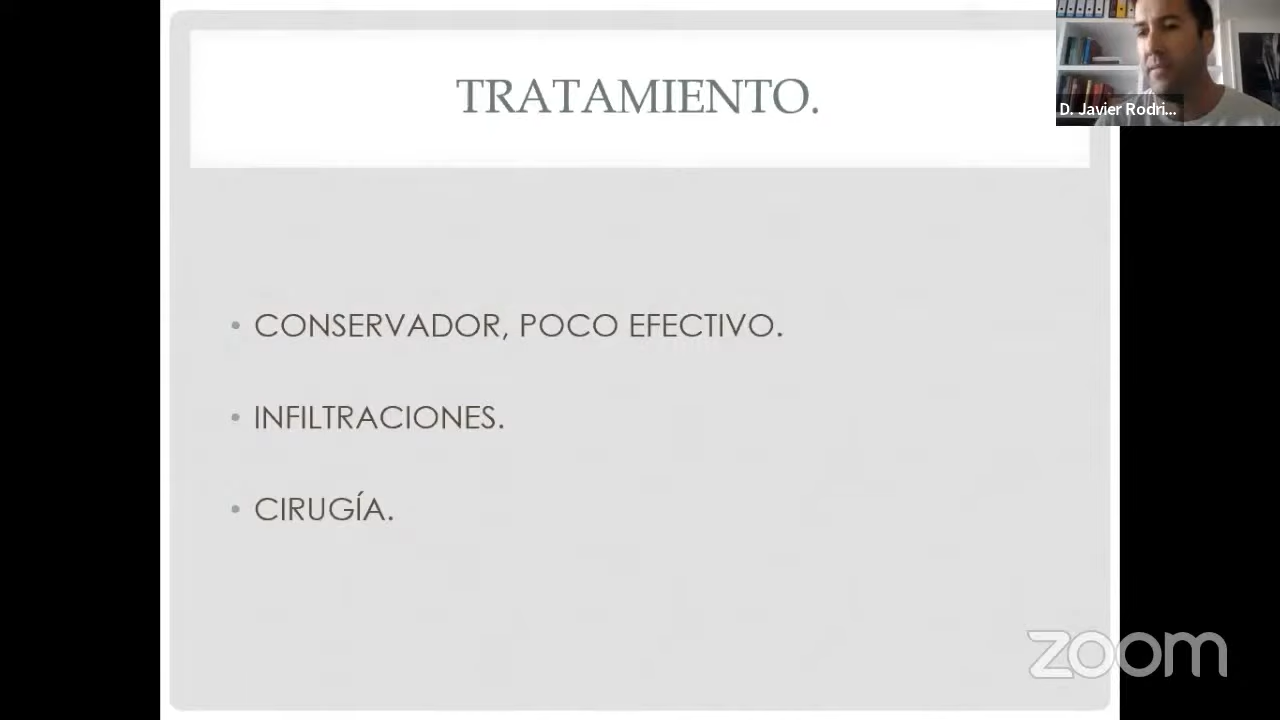 TRATAMIENTO.
D. Javier Rodri...
• CONSERVADOR, POCO EFECTIVO.
• INFILTRACIONES.
• CIRUGÍA.
zoom